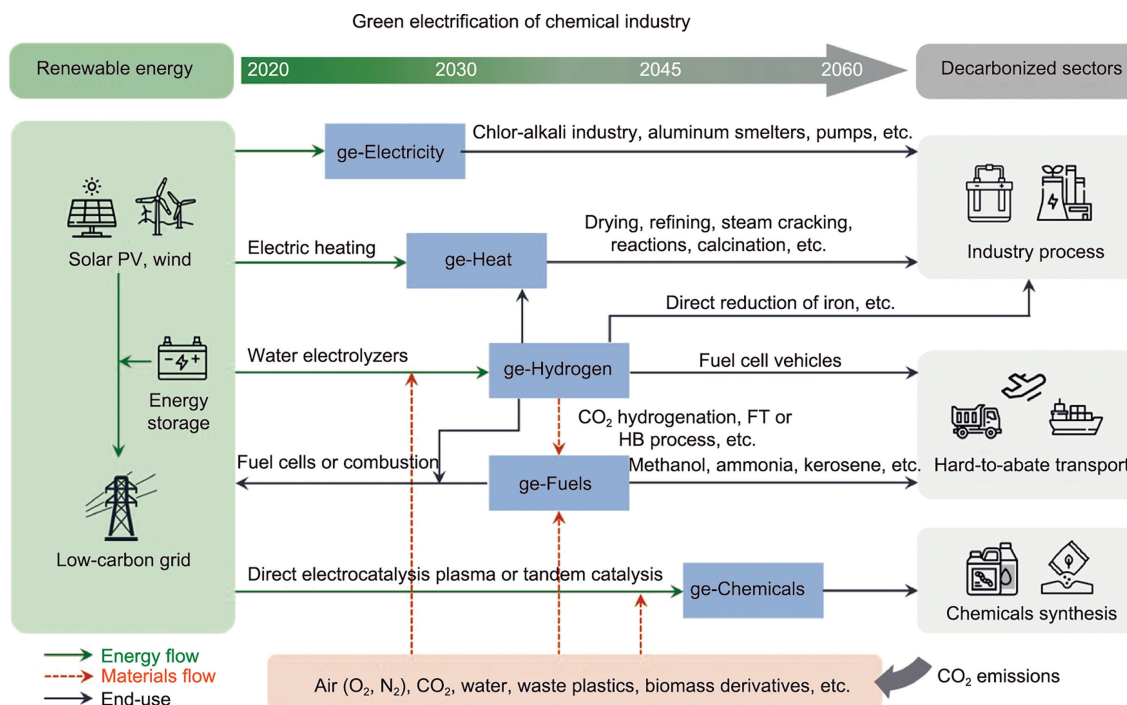 Green electrification of chemical industry
Renewable energy
2020
2030
2045
2060
Decarbonized sectors
ge-Electricity
Chlor-alkali industry, aluminum smelters, pumps, etc.
Solar PV, wind
Electric heating
ge-Heat
Drying, refining, steam cracking,
reactions, calcination, etc.
Industry process
Direct reduction of iron, etc.
Water electrolyzers
ge-Hydrogen
Fuel cell vehicles
Energy
storage
CO₂ hydrogenation, FT or
HB process, etc.
Fuel cells or combustion
ge-Fuels
Methanol, ammonia, kerosene, etc.
Hard-to-abate transport
Low-carbon grid
Direct electrocatalysis plasma or tandem catalysis
ge-Chemicals
Chemicals synthesis
Energy flow
Materials flow
End-use
Air (O₂, N₂), CO₂, water, waste plastics, biomass derivatives, etc.
CO₂ emissions